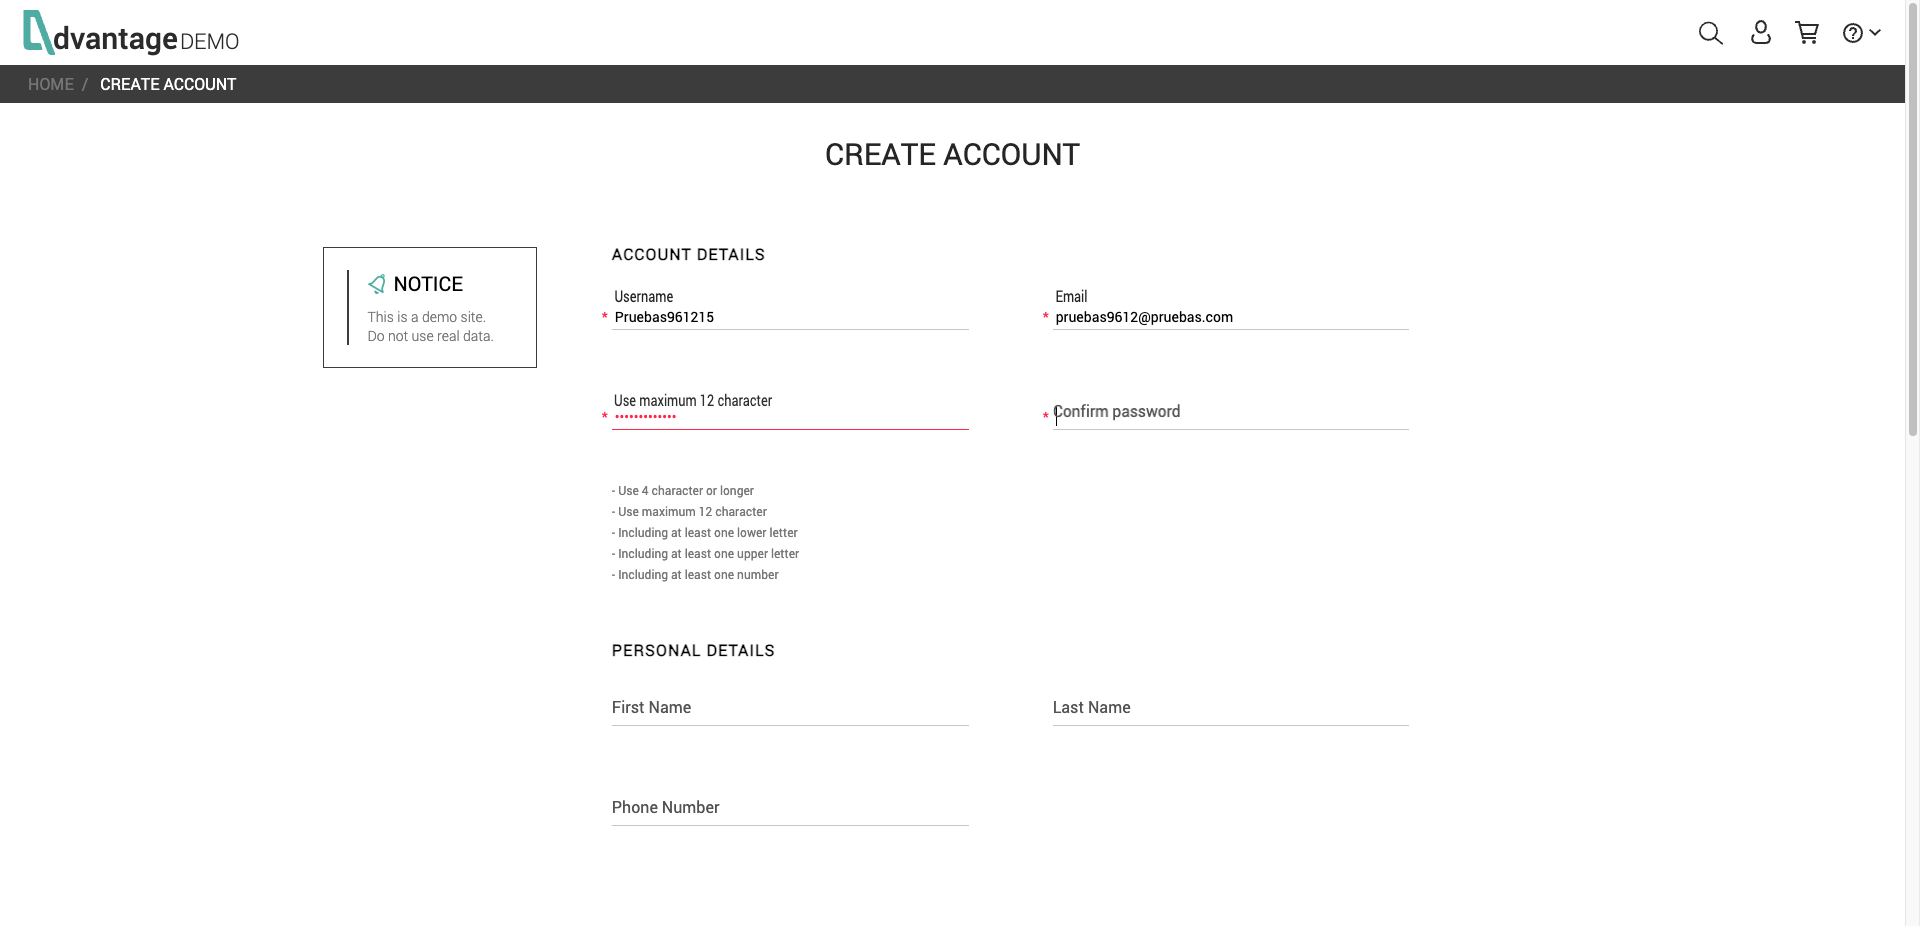 dvantage DEMO
HOME / CREATE ACCOUNT
CREATE ACCOUNT
NOTICE
This is a demo site.
Do not use real data.
ACCOUNT DETAILS
Username
* Pruebas961215
Email
* pruebas9612@pruebas.com
Use maximum 12 character
* •••••••••••••
* Confirm password
- Use 4 character or longer
- Use maximum 12 character
- Including at least one lower letter
- Including at least one upper letter
- Including at least one number
PERSONAL DETAILS
First Name
Last Name
Phone Number